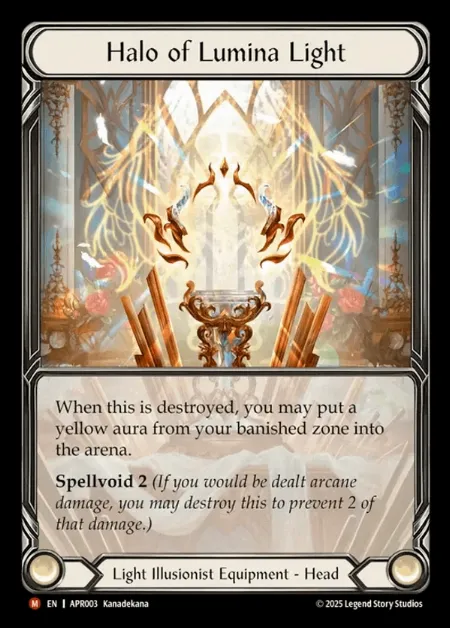 Halo of Lumina Light
When this is destroyed, you may put a
yellow aura from your banished zone into
the arena.
Spellvoid 2 (If you would be dealt arcane
damage, you may destroy this to prevent 2 of
that damage.)
Light Illusionist Equipment - Head
M EN | APR003 Kanadekana
© 2025 Legend Story Studios